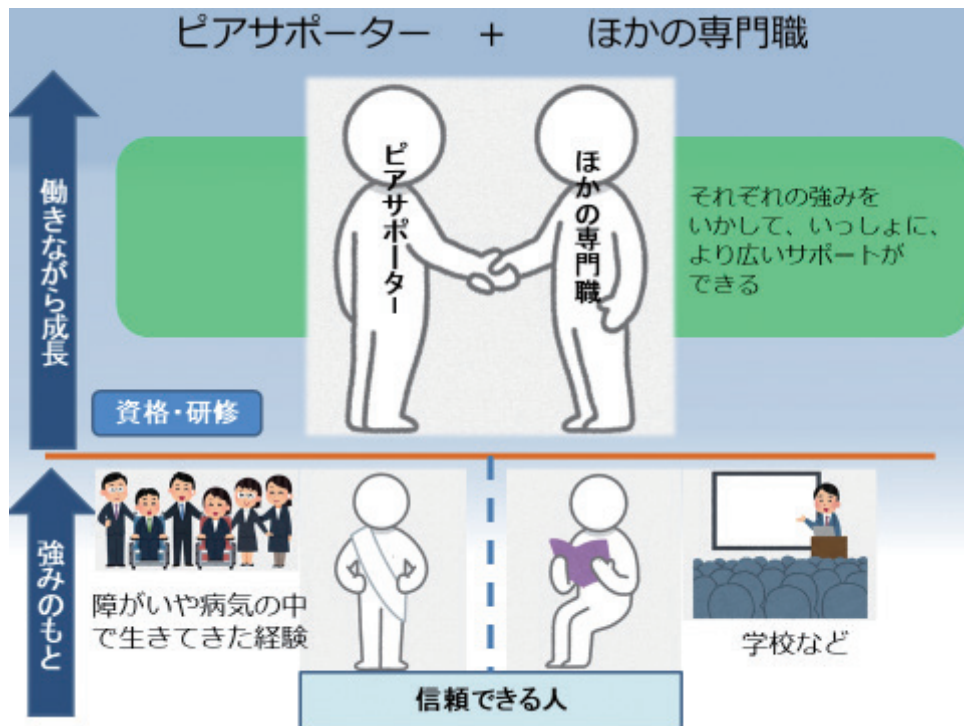 ピアサポーター + ほかの専門職
働きながら成長
ピアサポーター
ほかの専門職
それぞれの強みを
いかして、いっしょに、
より広いサポートが
できる
資格・研修
強みのもと
障がいや病気の中
で生きてきた経験
学校など
信頼できる人